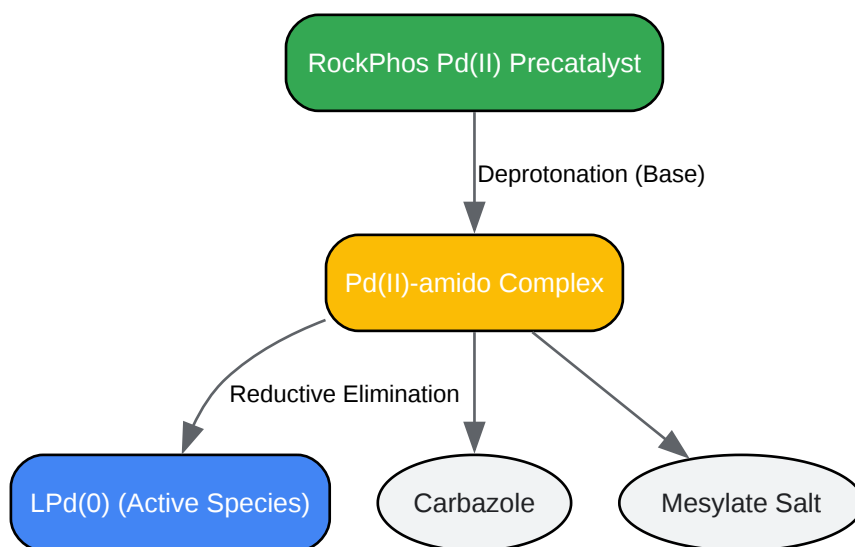 RockPhos Pd(II) Precatalyst
Deprotonation (Base)
Pd(II)-amido Complex
Reductive Elimination
LPd(0) (Active Species)
Carbazole
Mesylate Salt